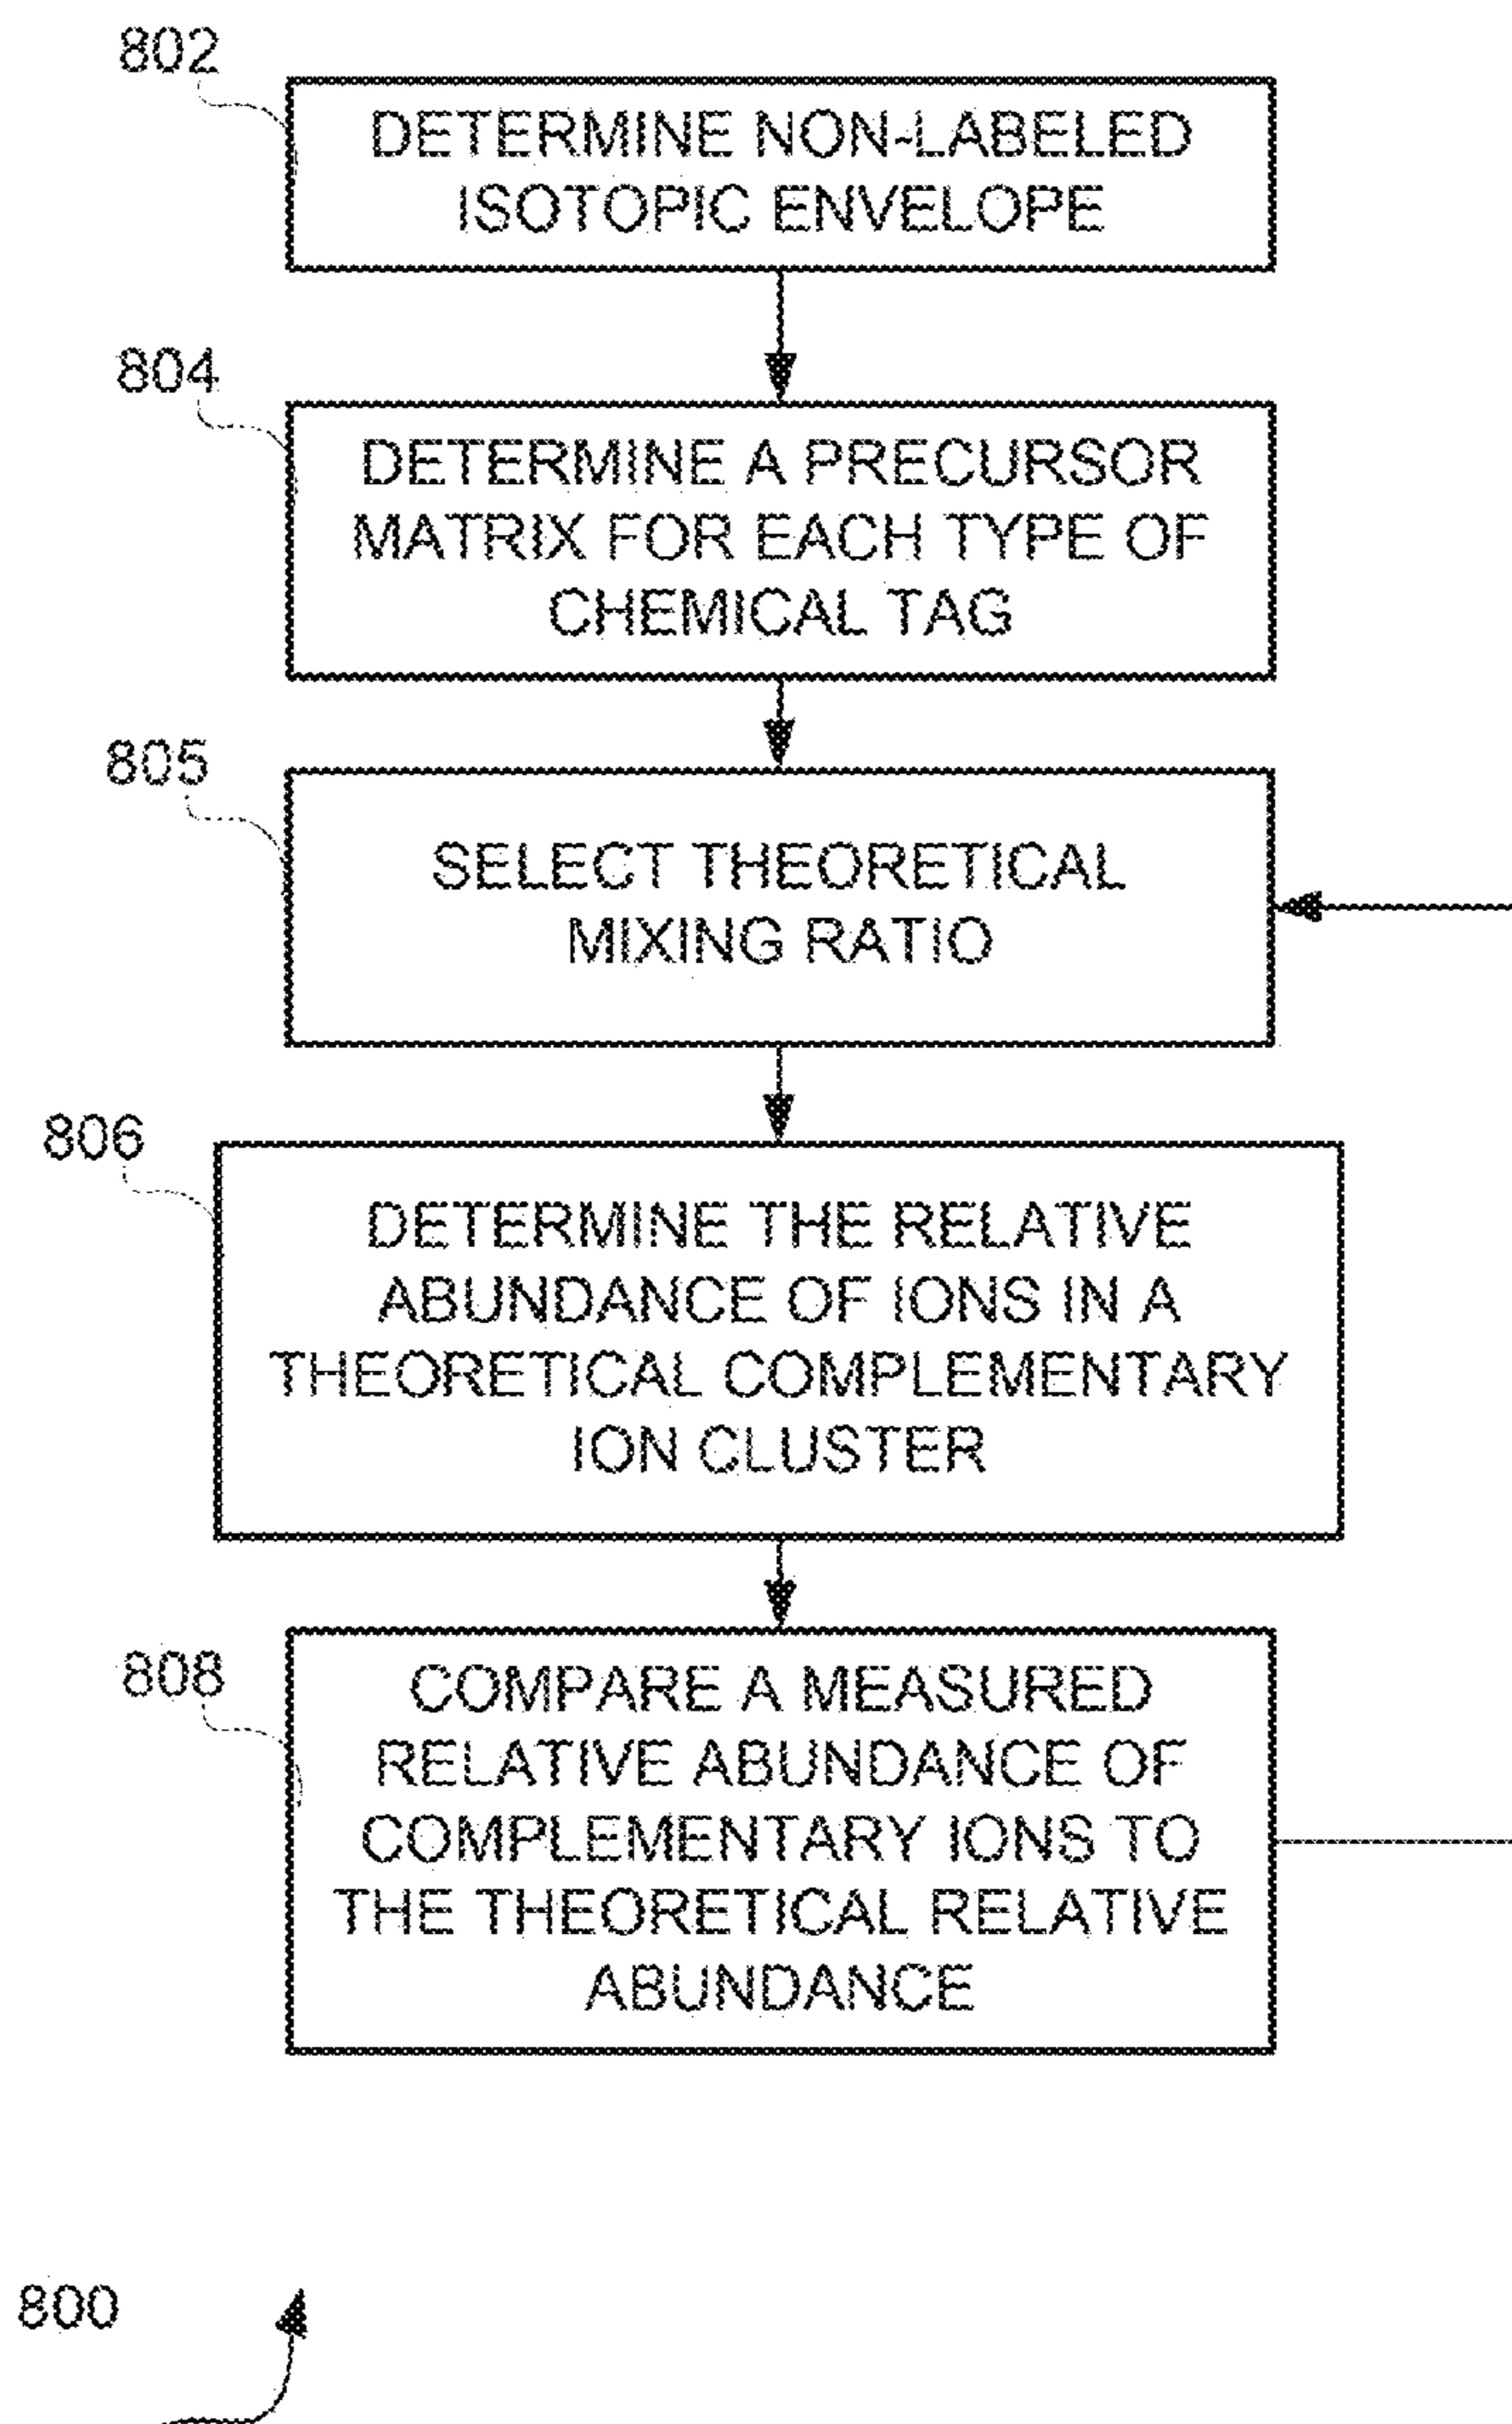 802
DETERMINE NON-LABELED
ISOTOPIC ENVELOPE
804
DETERMINE A PRECURSOR
MATRIX FOR EACH TYPE OF
CHEMICAL TAG
805
SELECT THEORETICAL
MIXING RATIO
806
DETERMINE THE RELATIVE
ABUNDANCE OF IONS IN A
THEORETICAL COMPLEMENTARY
ION CLUSTER
808
COMPARE A MEASURED
RELATIVE ABUNDANCE OF
COMPLEMENTARY IONS TO
THE THEORETICAL RELATIVE
ABUNDANCE
800